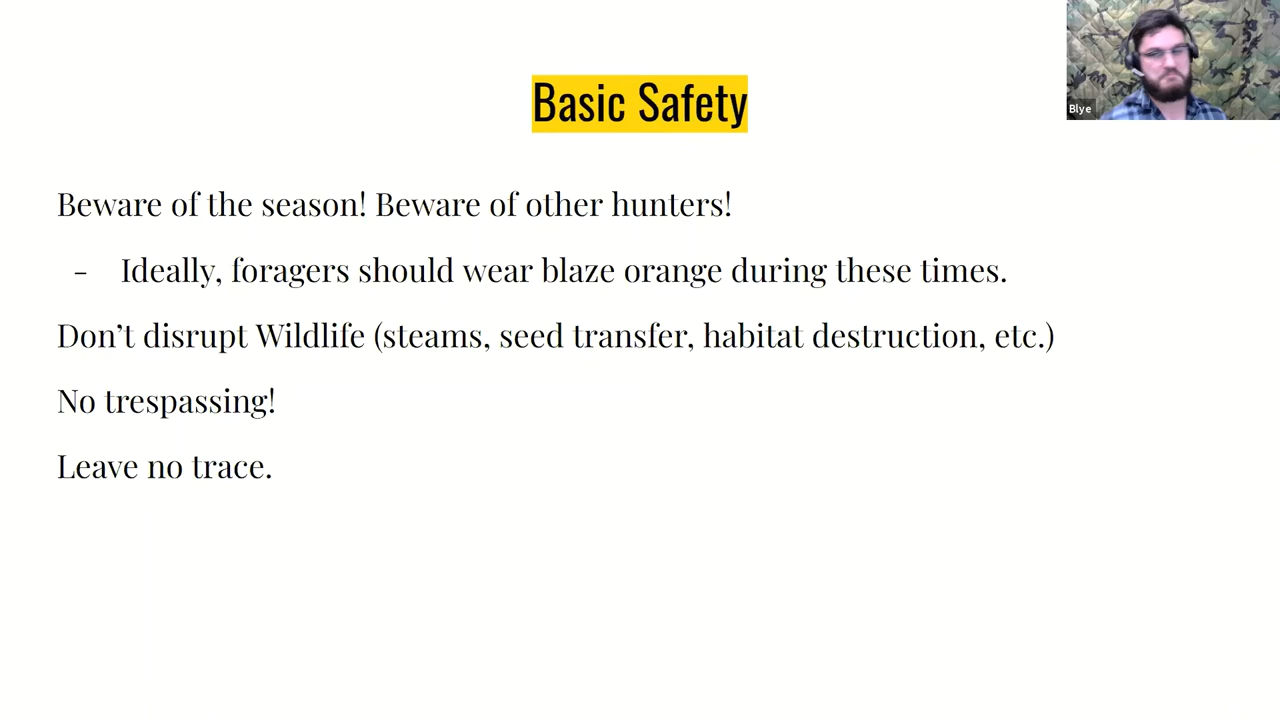 Basic Safety
Blye
Beware of the season! Beware of other hunters!
- Ideally, foragers should wear blaze orange during these times.
Don’t disrupt Wildlife (steams, seed transfer, habitat destruction, etc.)
No trespassing!
Leave no trace.